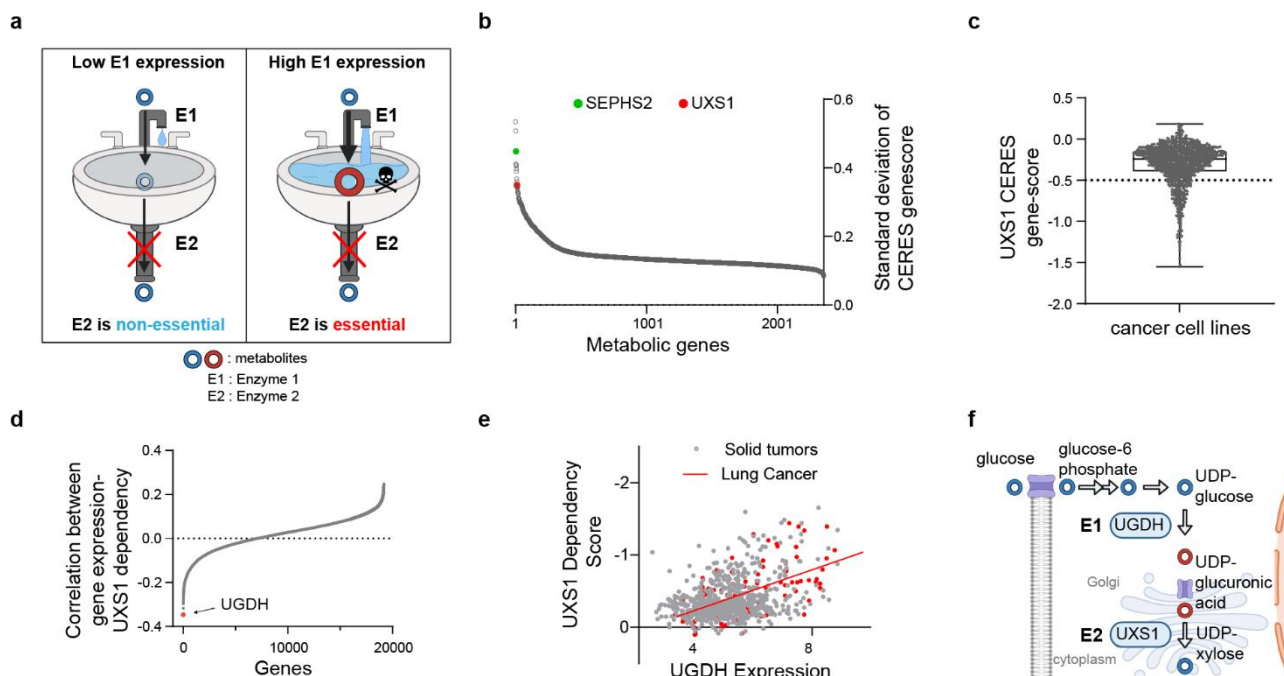 a
Low E1 expression
High E1 expression
E1
E1
E2
E2
E2 is non-essential
E2 is essential
: metabolites
E1 : Enzyme 1
E2 : Enzyme 2
b
SEPHS2
UXS1
0.6
0.4
0.2
0.0
Standard deviation of
CERES genescore
1
1001
2001
Metabolic genes
c
0.5
0.0
-0.5
-1.0
-1.5
-2.0
UXS1 CERES
gene-score
cancer cell lines
d
0.4
0.2
0.0
-0.2
-0.4
Correlation between
gene expression-
UXS1 dependency
UGDH
0
10000
20000
Genes
e
Solid tumors
Lung Cancer
-2
-1
0
UXS1 Dependency
Score
4
8
UGDH Expression
f
glucose
glucose-6
phosphate
UDP-
glucose
E1
UGDH
UDP-
glucuronic
acid
Golgi
E2
UXS1
UDP-
xylose
cytoplasm